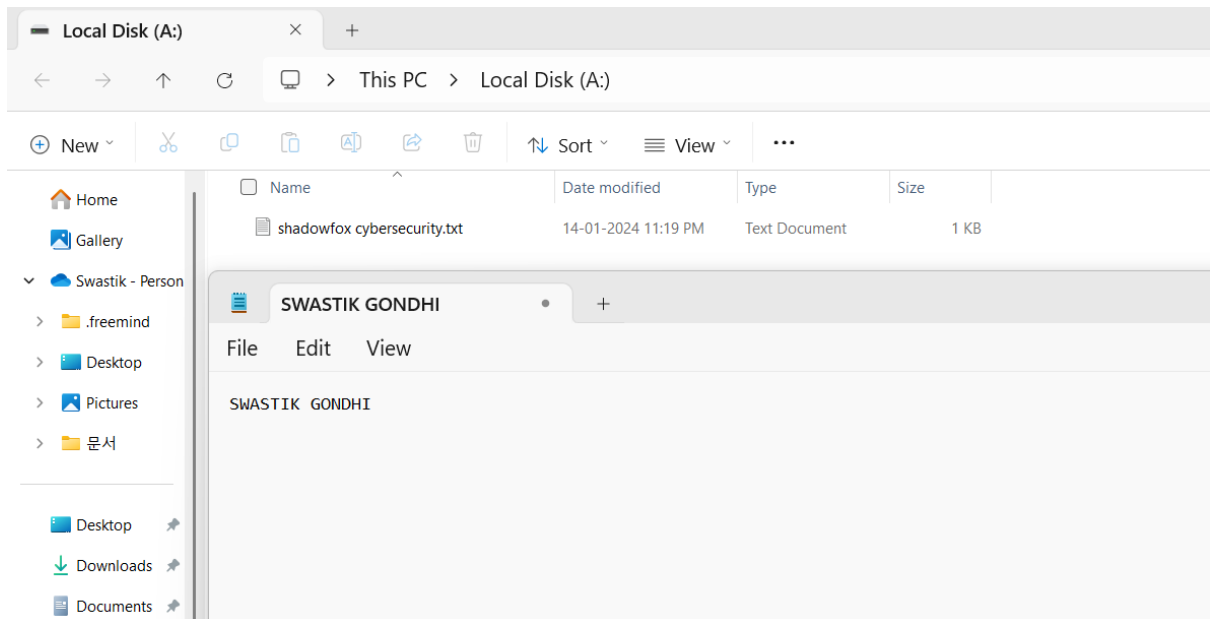 Local Disk (A:)
This PC > Local Disk (A:)
New Sort View ...
Name Date modified Type Size
shadowfox cybersecurity.txt 14-01-2024 11:19 PM Text Document 1 KB
Home
Gallery
Swastik - Person
.freemind
Desktop
Pictures
문서
Desktop
Downloads
Documents
SWASTIK GONDHI
File Edit View
SWASTIK GONDHI